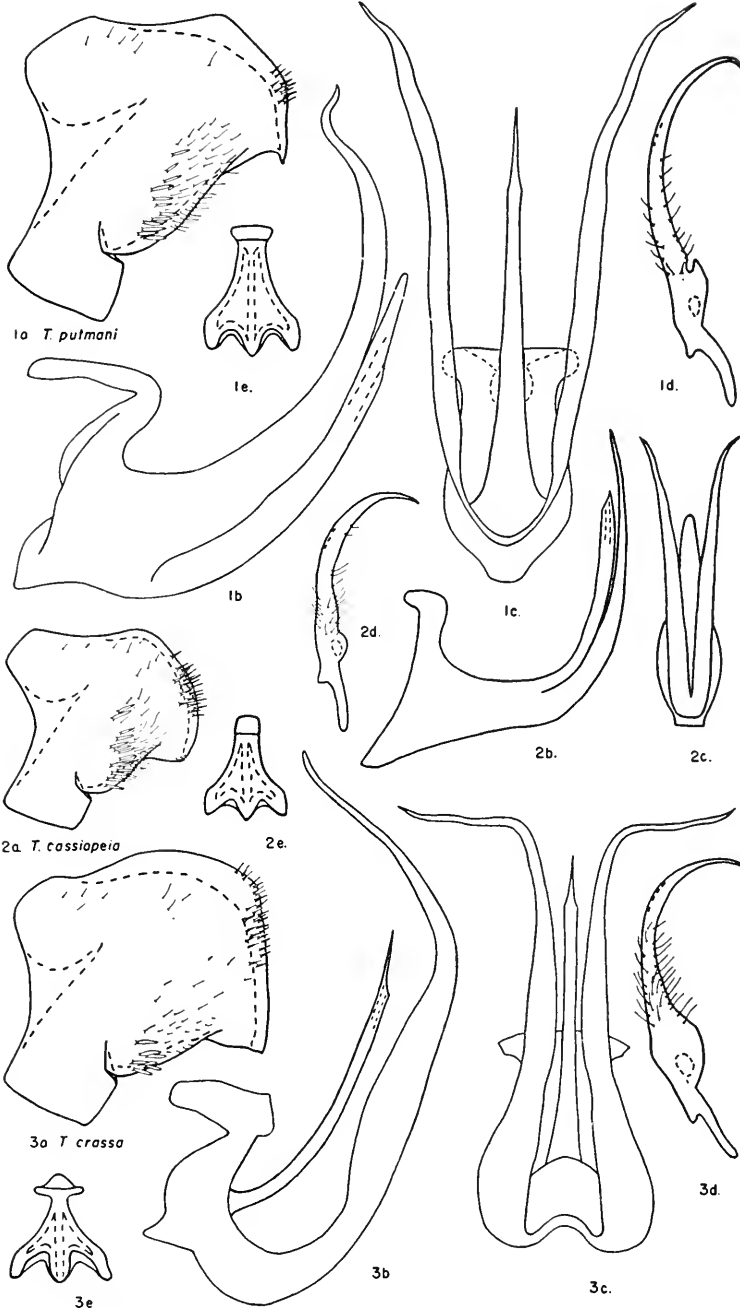 1a T. putmani
1e.
1d.
1b
1c.
2d.
2b.
2c.
2a. T. cassiopeia
2e.
3a T crassa
3d.
3b
3c.
3e